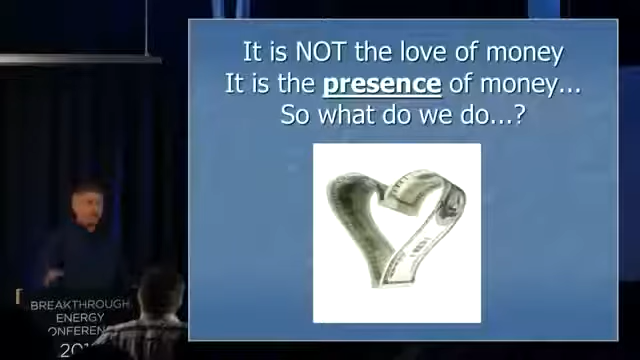 It is NOT the love of money
It is the presence of money...
So what do we do...?
BREAKTHROUGH
ENERGY